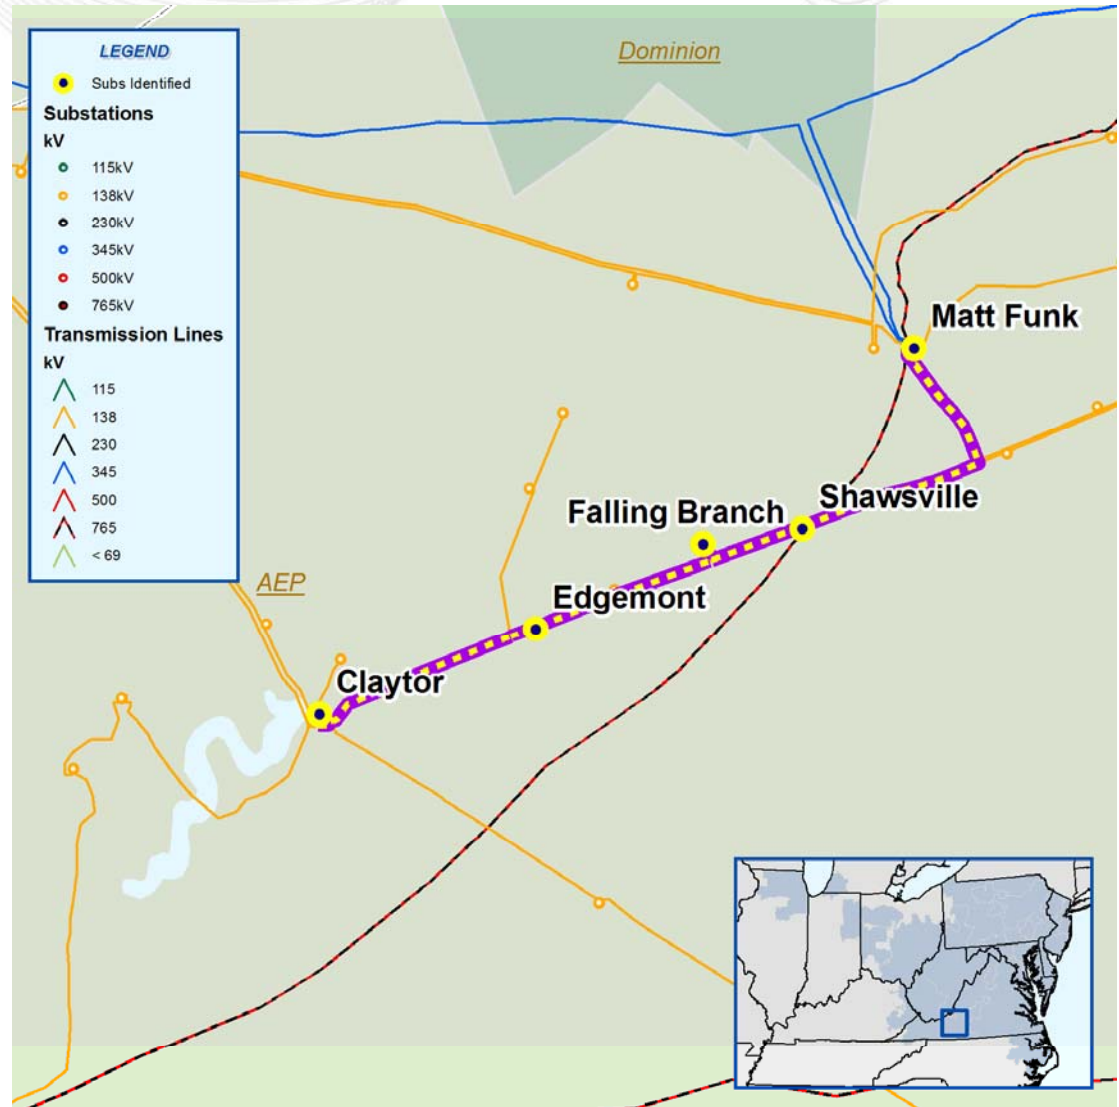 LEGEND
Subs Identified
Substations
kV
115kV
138kV
230kV
345kV
500kV
765kV
Transmission Lines
kV
115
138
230
345
500
765
< 69
Dominion
Matt Funk
Shawsville
Falling Branch
Edgemont
AEP
Claytor